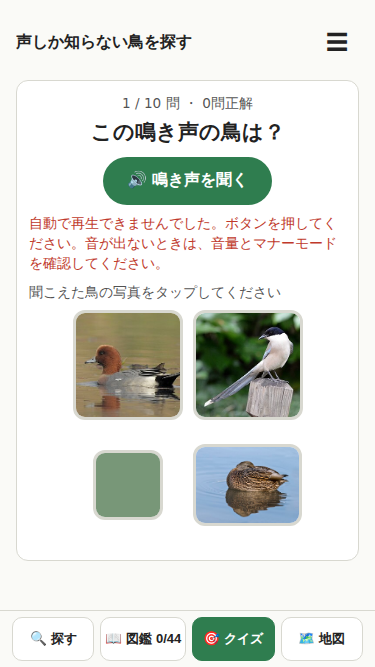 声しか知らない鳥を探す
1 / 10 問 ・ 0問正解
この鳴き声の鳥は？
🔊 鳴き声を聞く
自動で再生できませんでした。ボタンを押してく
ださい。音が出ないときは、音量とマナーモード
を確認してください。
聞こえた鳥の写真をタップしてください
🔍 探す
📖 図鑑 0/44
🎯 クイズ
🗺️ 地図